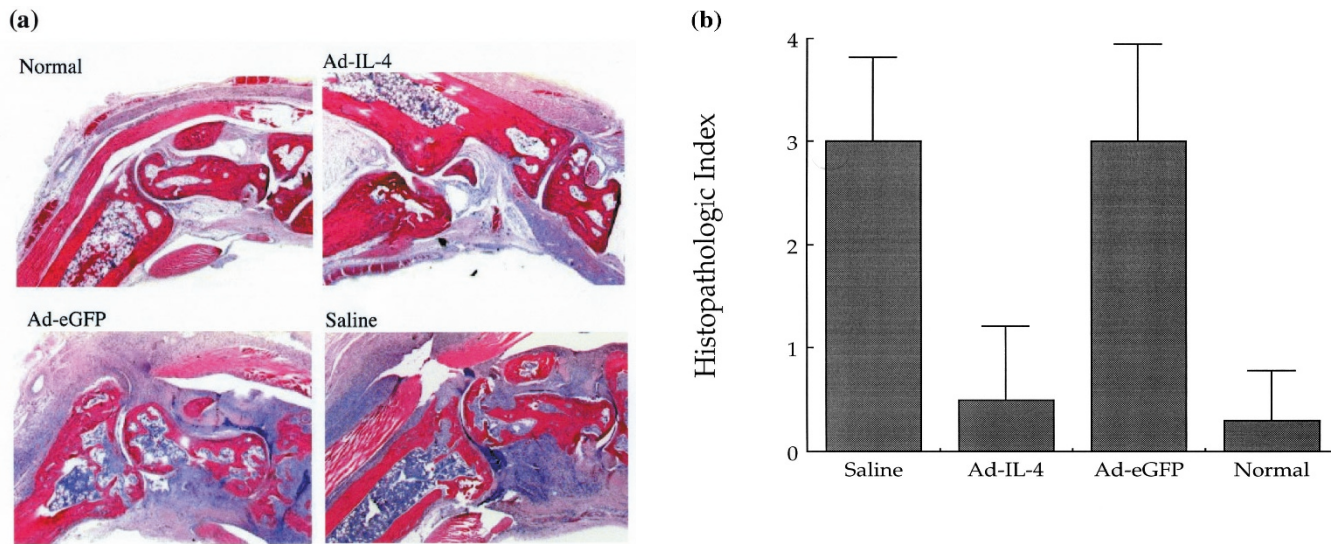 (a)
Normal
Ad-IL-4
Ad-eGFP
Saline
(b)
Histopathologic Index
4
3
2
1
0
Saline Ad-IL-4 Ad-eGFP Normal